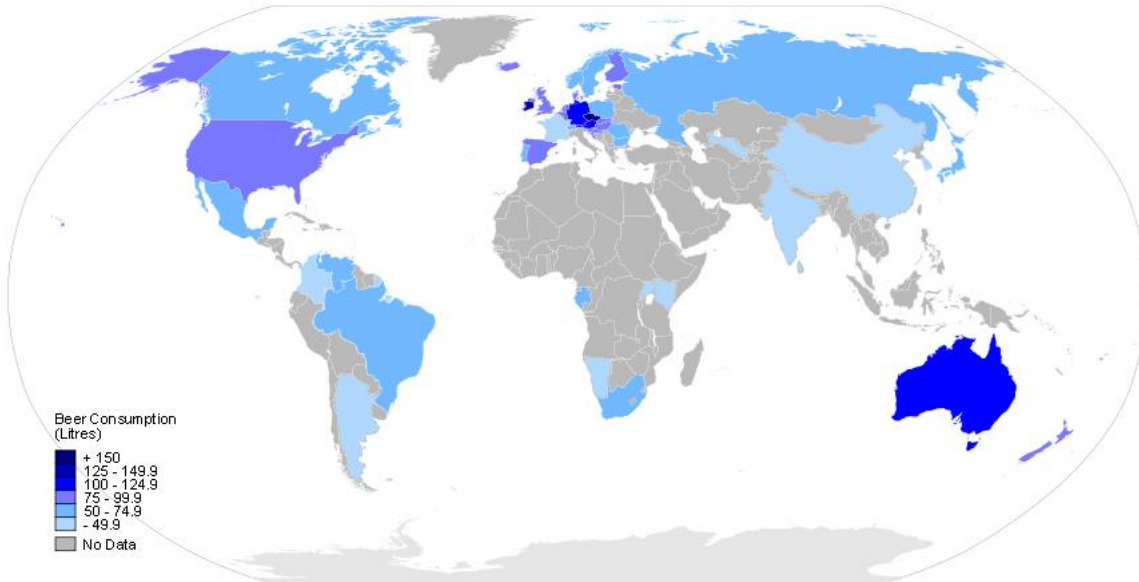 Beer Consumption
(Litres)
+ 150
125 - 149.9
100 - 124.9
75 - 99.9
50 - 74.9
- 49.9
No Data